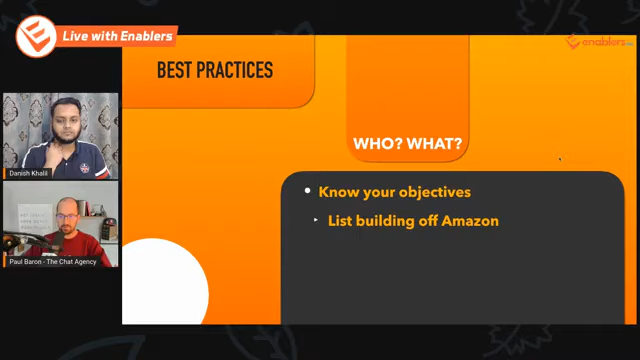 Live with Enablers
enablers
BEST PRACTICES
WHO? WHAT?
Know your objectives
List building off Amazon
Danish Khalil
Paul Baron - The Chat Agency